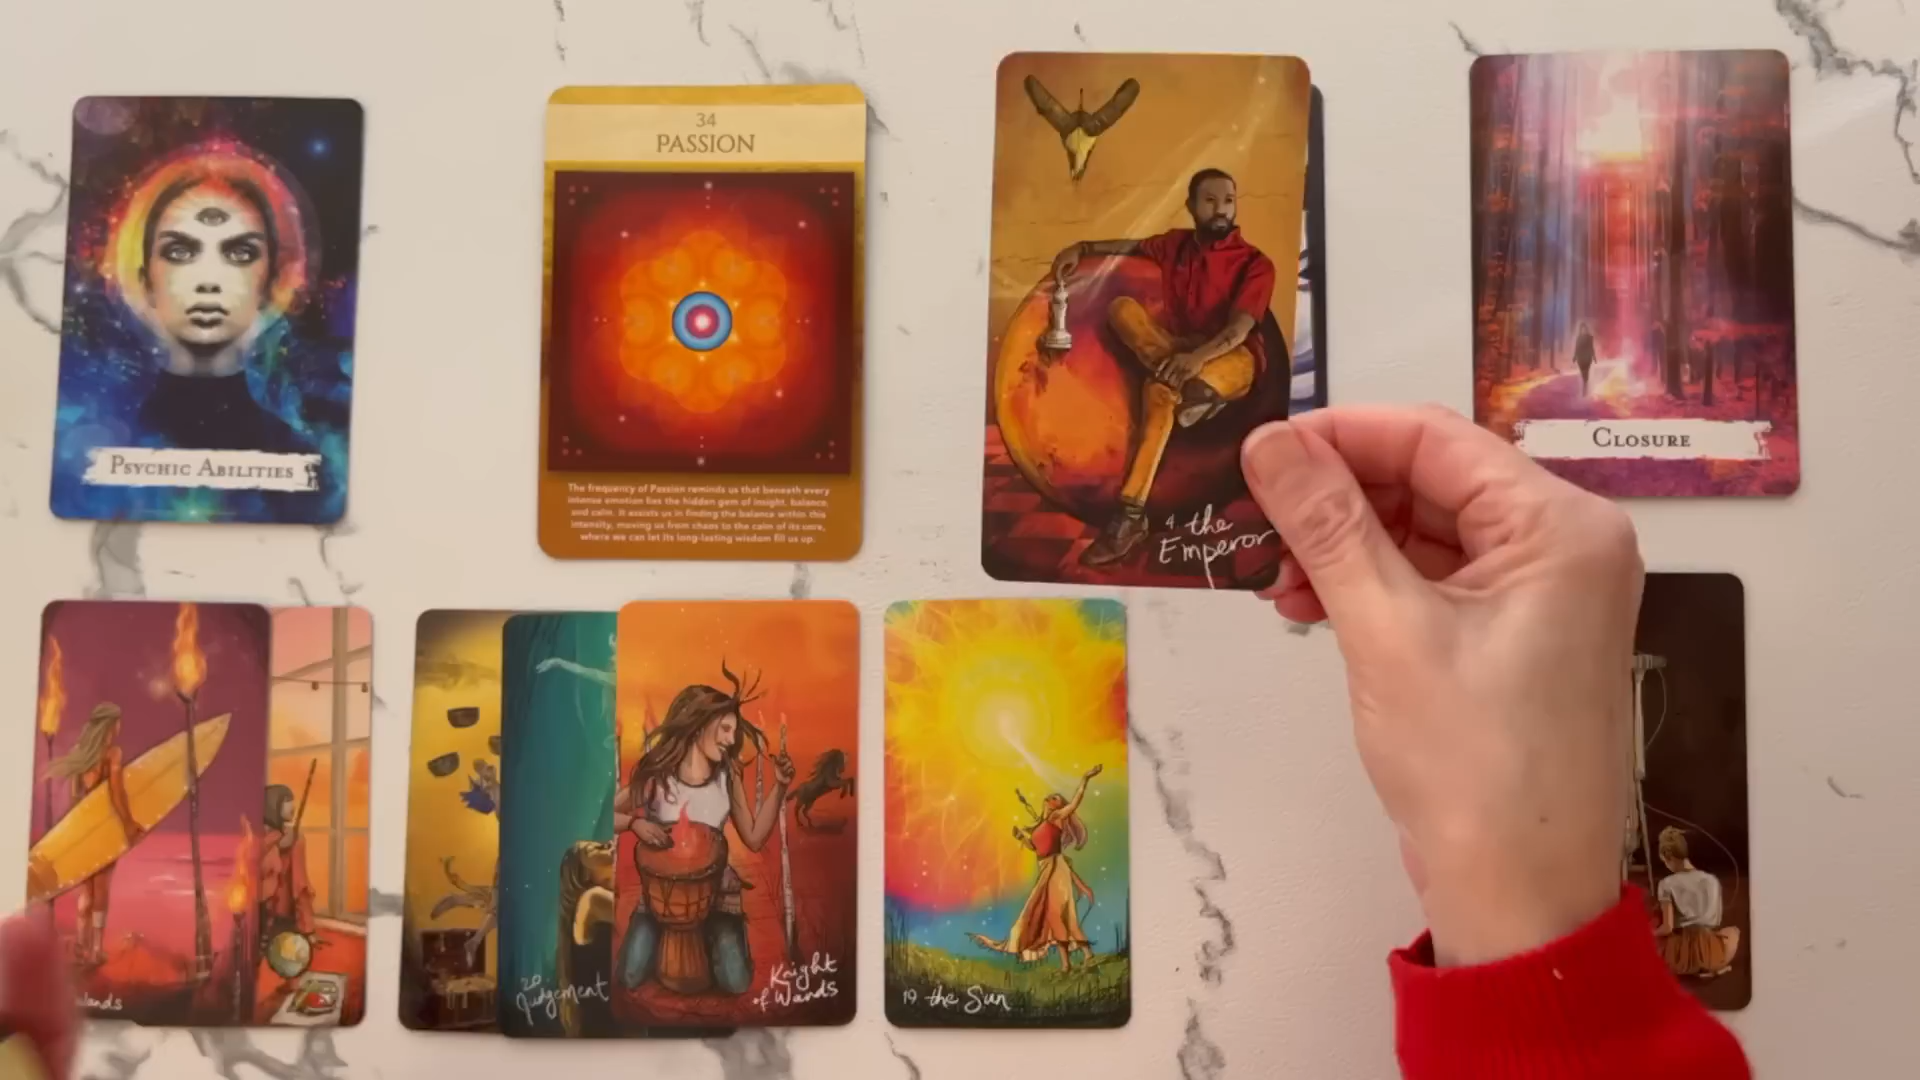 34
PASSION
PSYCHIC ABILITIES
CLOSURE
The frequency of Passion reminds us that beneath every
intense emotion lies the hidden gem of insight, balance,
and calm. It assists us in finding the balance within this
intensity, moving us from chaos to the calm of its core,
where we can let its long-lasting wisdom fill us up.
4 the
Emperor
wands
20
Judgement
Knight
of Wands
19 the Sun